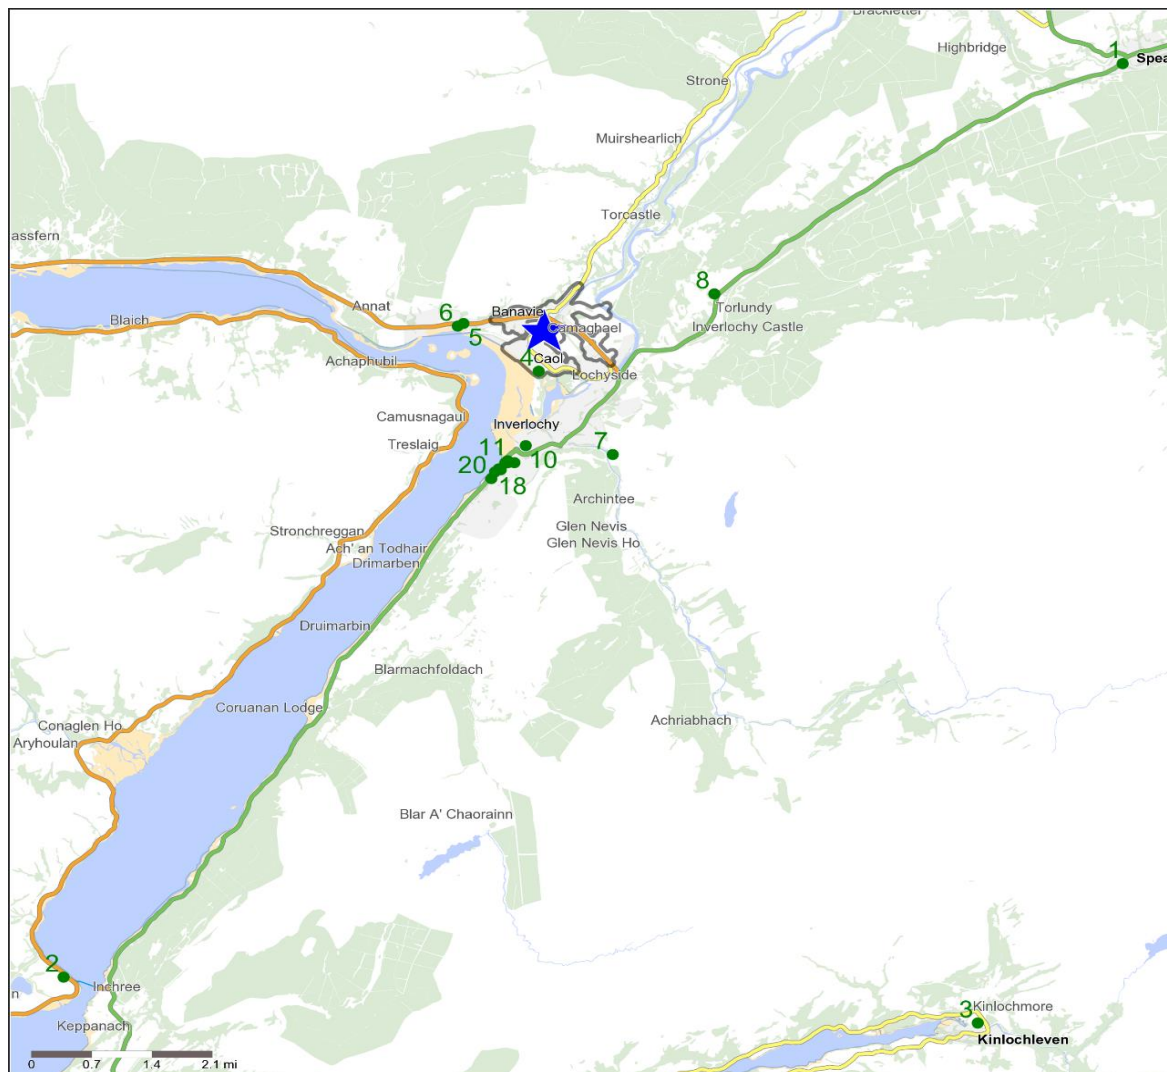 Brackletter
Highbridge
1
Spea
Strone
Muirshearlich
Torcastle
assfern
8
Annat
6
Banavie
Torlundy
Blaich
5
Camaghael
Inverlochy Castle
Achaphubil
4
Caol
Lochyside
Camusnagaul
Inverlochy
Treslaig
11
7
20
10
18
Archintee
Glen Nevis
Stronchreggan
Glen Nevis Ho
Ach' an Todhair
Drimarben
Druimarbin
Blarmachfoldach
Coruanan Lodge
Achriabhach
Conaglen Ho
Aryhoulan
Blar A' Chaorainn
2
Inchree
n
3
Kinlochmore
Keppanach
Kinlochleven
0 0.7 1.4 2.1 mi